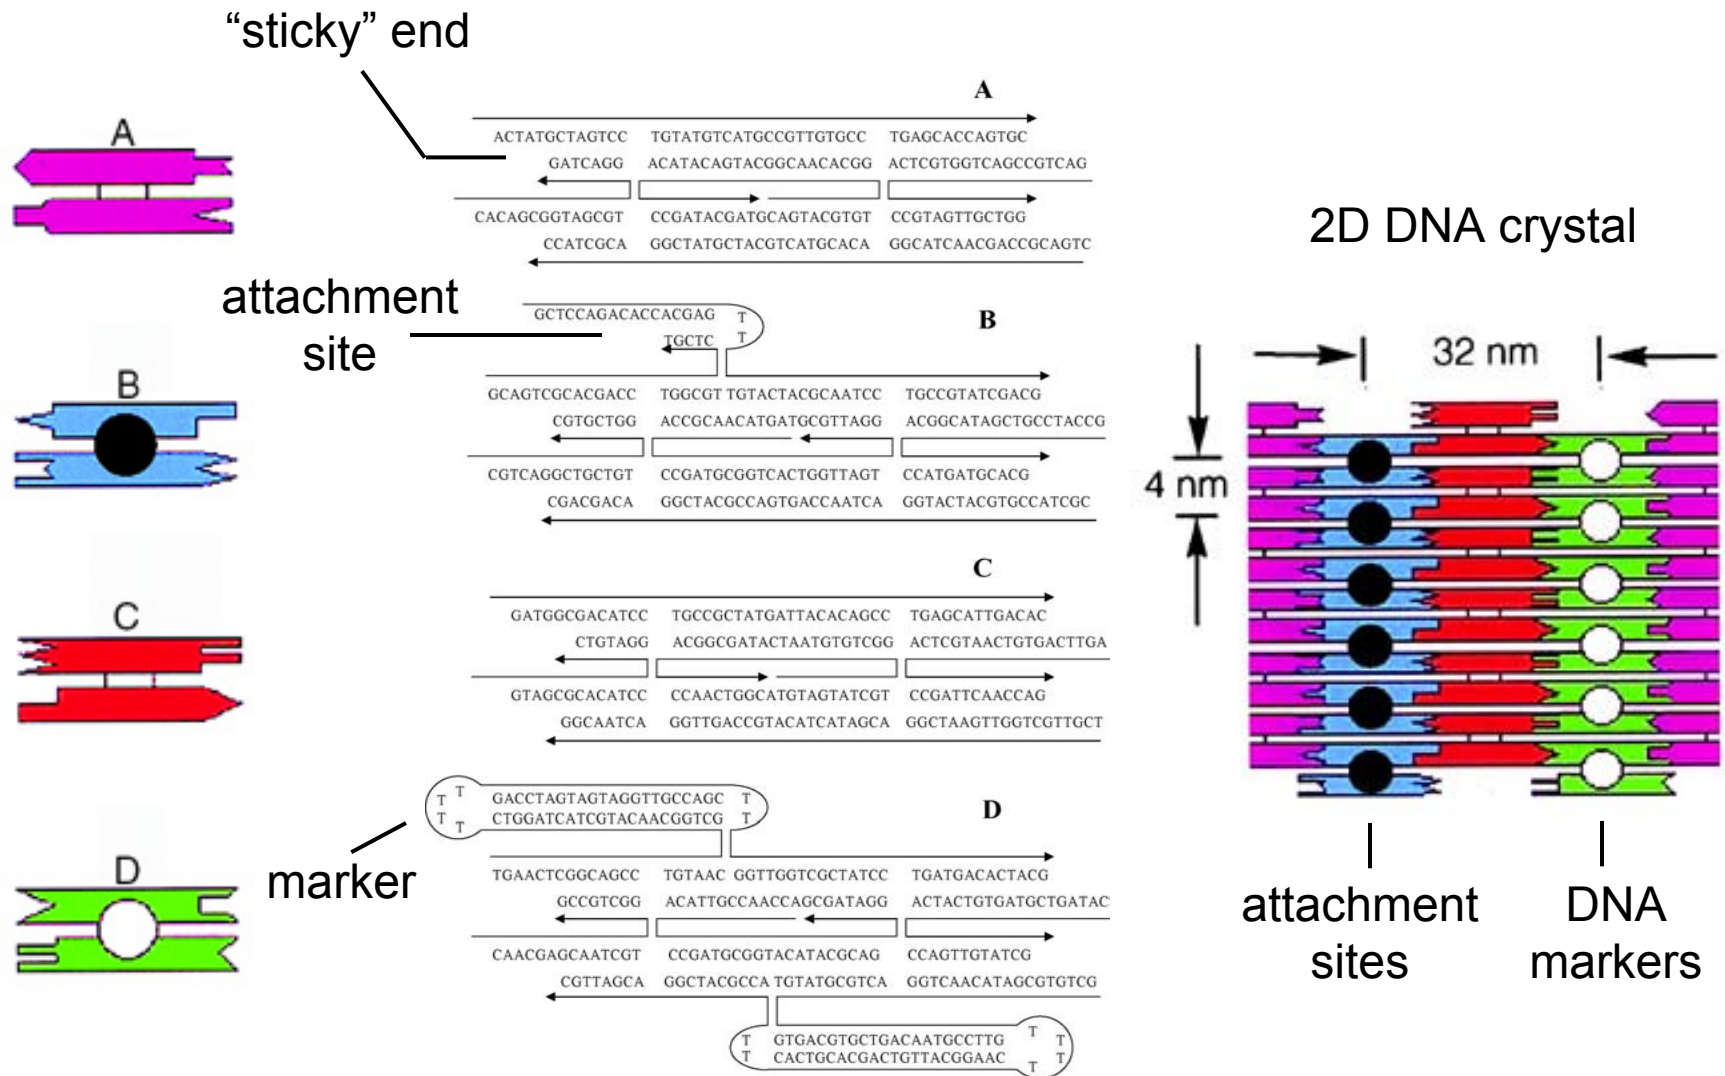 “sticky” end
A
A
ACTATGCTAGTCC TGTATGTCATGCCGTTGTGCC TGAGCACCAGTGC
GATCAGG ACATACAGTACGGCAACACGG ACTCGTGGTCAGCCGTCAG
CACAGCGGTAGCGT CCGATACGATGCAGTACGTGT CCGTAGTTGCTGG
CCATCGCA GGCTATGCTACGTCATGCACA GGCATCAACGACCGCAGTC
attachment
site
B
GCTCCAGACACCACGAG T
T
TGCTC
B
GCAGTCGCACGACC TGGCGT TGTACTACGCAATCC TGCCGTATCGACG
CGTGCTGG ACCGCAACATGATGCGTTAGG ACGGCATAGCTGCCTACCG
CGTCAGGCTGCTGT CCGATGCGGTCACTGGTTAGT CCATGATGCACG
CGACGACA GGCTACGCCAGTGACCAATCA GGTACTACGTGCCATCGC
C
C
GATGGCGACATCC TGCCGCTATGATTACACAGCC TGAGCATTGACAC
CTGTAGG ACGGCGATACTAATGTGTCGG ACTCGTAACTGTGACTTGA
GTAGCGCACATCC CCAACTGGCATGTAGTATCGT CCGATTCAACCAG
GGCAATCA GGTTGACCGTACATCATAGCA GGCTAAGTTGGTCGTTGCT
marker
D
T T GACCTAGTAGTAGGTTGCCAGC T
T T CTGGATCATCGTACAACGGTCG T
D
TGAACTCGGCAGCC TGTAAC GGTTGGTCGCTATCC TGATGACACTACG
GCCGTCGG ACATTGCCAACCAGCGATAGG ACTACTGTGATGCTGATAC
CAACGAGCAATCGT CCGATGCGGTACATACGCAG CCAGTTGTATCG
CGTTAGCA GGCTACGCCA TGTATGCGTCA GGTCAACATAGCGTGTCG
T GTGACGTGCTGACAATGCCTTG T T
T CACTGCACGACTGTTACGGAAC T T
2D DNA crystal
32 nm
4 nm
attachment
sites
DNA
markers